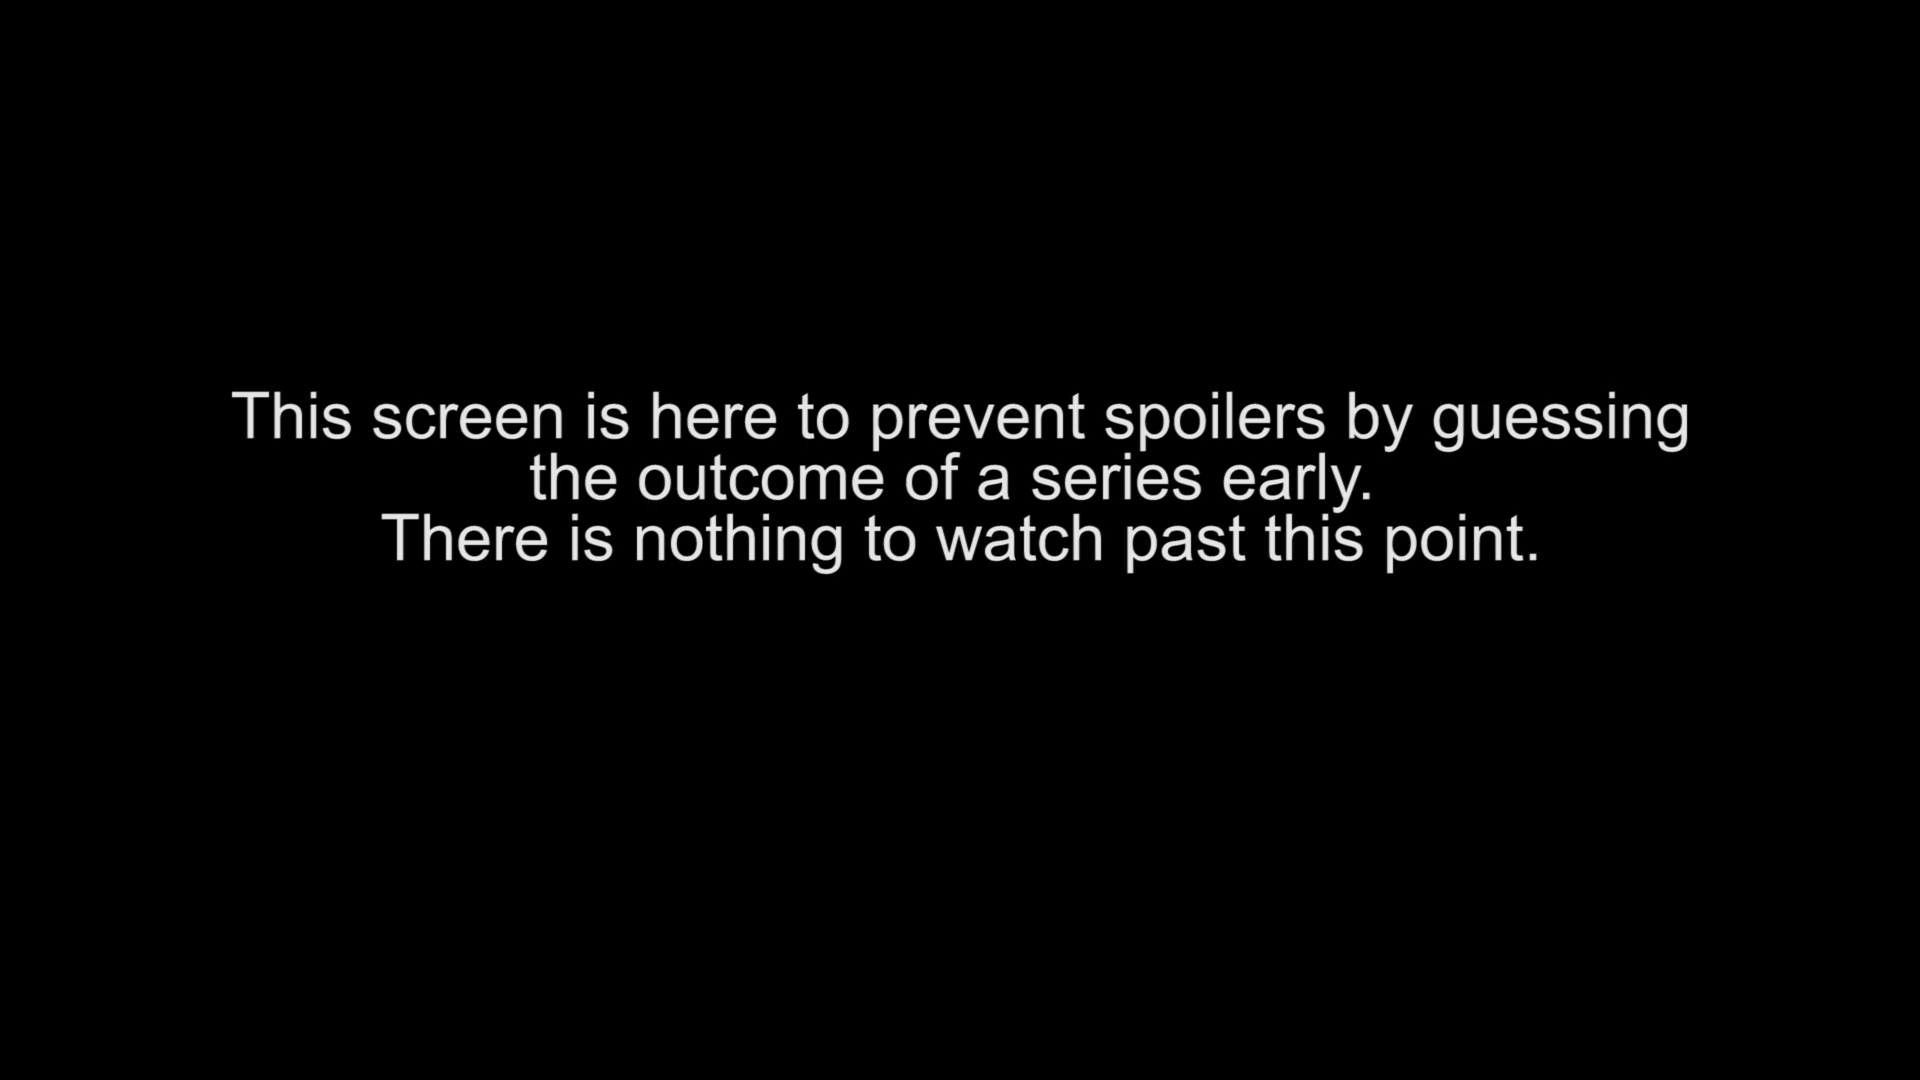 This screen is here to prevent spoilers by guessing
the outcome of a series early.
There is nothing to watch past this point.